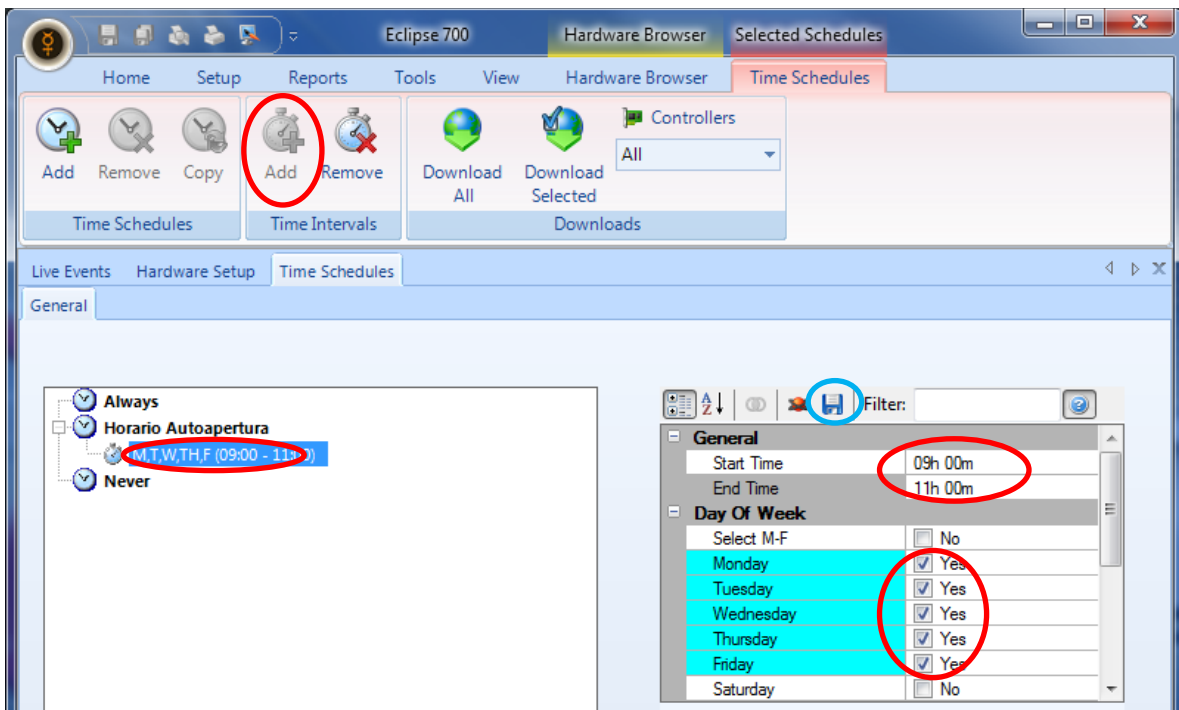 Eclipse 700 Hardware Browser Selected Schedules
Home Setup Reports Tools View Hardware Browser Time Schedules
Add Remove Copy Add Remove Download All Download Selected Controllers
All
Time Schedules Time Intervals Downloads
Live Events Hardware Setup Time Schedules
General
Always
Horario Autoapertura
M,T,W,TH,F (09:00 - 11:00)
Never
A Z Filter:
General
Start Time 09h 00m
End Time 11h 00m
Day Of Week
Select M-F No
Monday Yes
Tuesday Yes
Wednesday Yes
Thursday Yes
Friday Yes
Saturday No